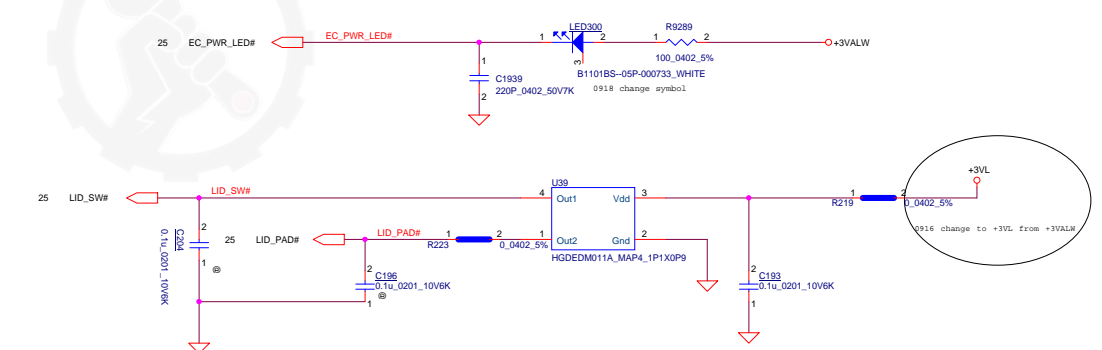 LED300
R9289
25 EC_PWR_LED# EC_PWR_LED# 1 2 1 2 +3VALW
3
100_0402_5%
1
C1939
B1101BS--05P-000733_WHITE
2
220P_0402_50V7K
0918 change symbol
+3VL
U39
25 LID_SW# LID_SW# 4 Out1 Vdd 3 1 2
R219 0_0402_5%
2
C204
0.1u_0201_10V6K
1
@
25 LID_PAD# LID_PAD# 1 2 1 Out2 Gnd 2
R223 0_0402_5%
0916 change to +3VL from +3VALW
HGDEDM011A_MAP4_1P1X0P9
2
C196
0.1u_0201_10V6K
1
@
2
C193
0.1u_0201_10V6K
1